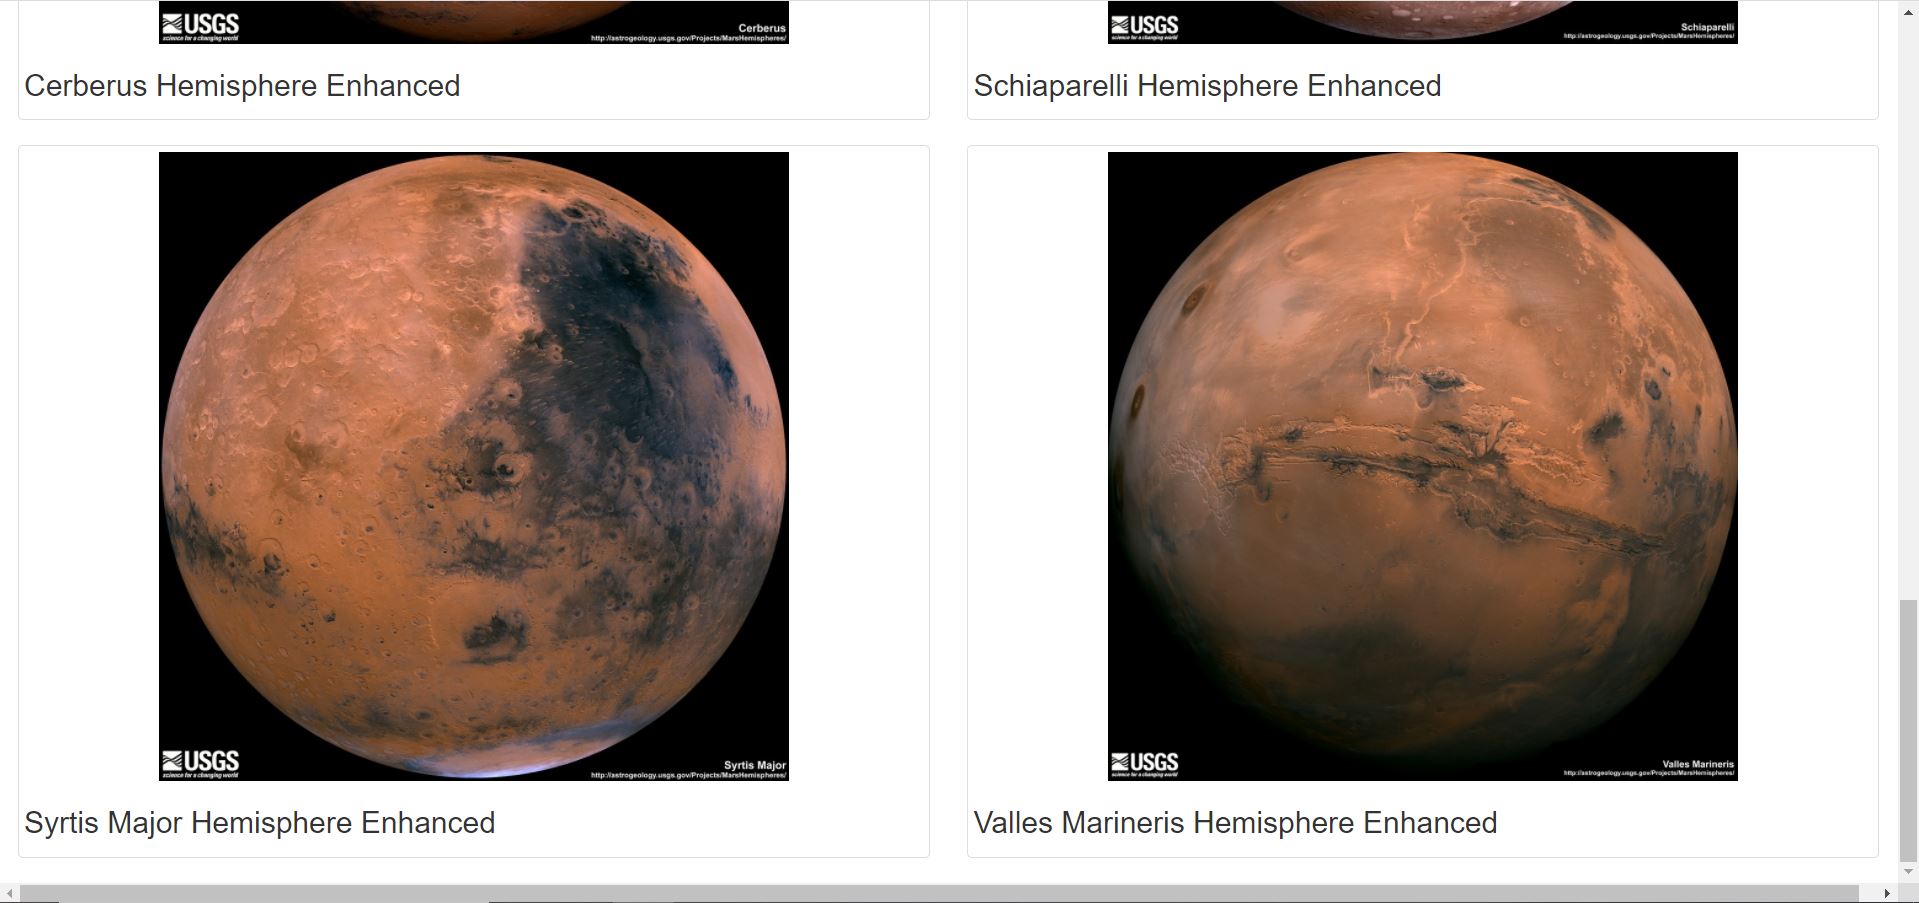 USGS
science for a changing world
Cerberus
http://astrogeology.usgs.gov/Projects/MarsHemispheres/
USGS
science for a changing world
Schiaparelli
http://astrogeology.usgs.gov/Projects/MarsHemispheres/
Cerberus Hemisphere Enhanced
Schiaparelli Hemisphere Enhanced
USGS
science for a changing world
Syrtis Major
http://astrogeology.usgs.gov/Projects/MarsHemispheres/
USGS
science for a changing world
Valles Marineris
http://astrogeology.usgs.gov/Projects/MarsHemispheres/
Syrtis Major Hemisphere Enhanced
Valles Marineris Hemisphere Enhanced